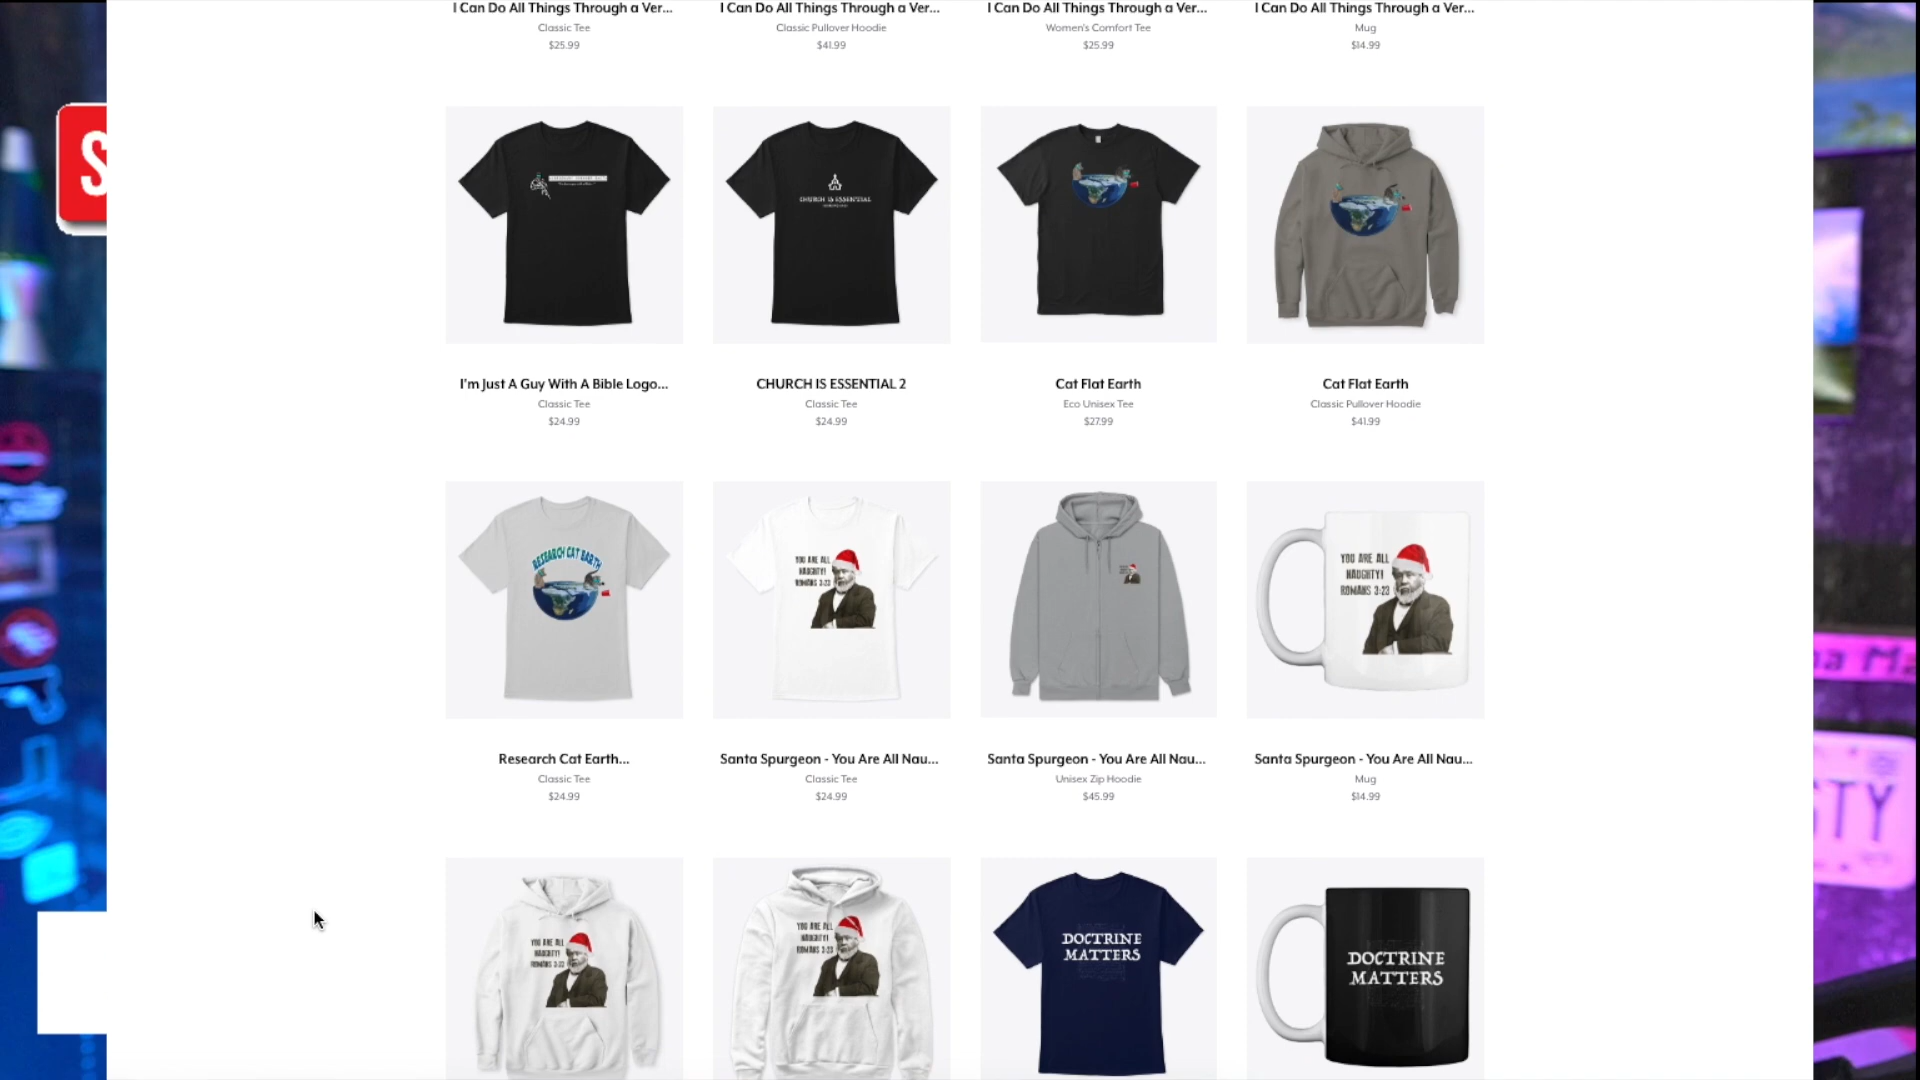 I Can Do All Things Through a Ver...
Classic Tee
$25.99
I Can Do All Things Through a Ver...
Classic Pullover Hoodie
$41.99
I Can Do All Things Through a Ver...
Women's Comfort Tee
$25.99
I Can Do All Things Through a Ver...
Mug
$14.99
S
CHURCH IS ESSENTIAL
I'm Just A Guy With A Bible Logo...
Classic Tee
$24.99
CHURCH IS ESSENTIAL 2
Classic Tee
$24.99
Cat Flat Earth
Eco Unisex Tee
$27.99
Cat Flat Earth
Classic Pullover Hoodie
$41.99
RESEARCH CAT EARTH
YOU ARE ALL
NAUGHTY!
ROMANS 3:23
YOU ARE ALL
NAUGHTY!
ROMANS 3:23
Research Cat Earth...
Classic Tee
$24.99
Santa Spurgeon - You Are All Nau...
Classic Tee
$24.99
Santa Spurgeon - You Are All Nau...
Unisex Zip Hoodie
$45.99
Santa Spurgeon - You Are All Nau...
Mug
$14.99
YOU ARE ALL
NAUGHTY!
ROMANS 3:23
YOU ARE ALL
NAUGHTY!
ROMANS 3:23
DOCTRINE
MATTERS
DOCTRINE
MATTERS
STY